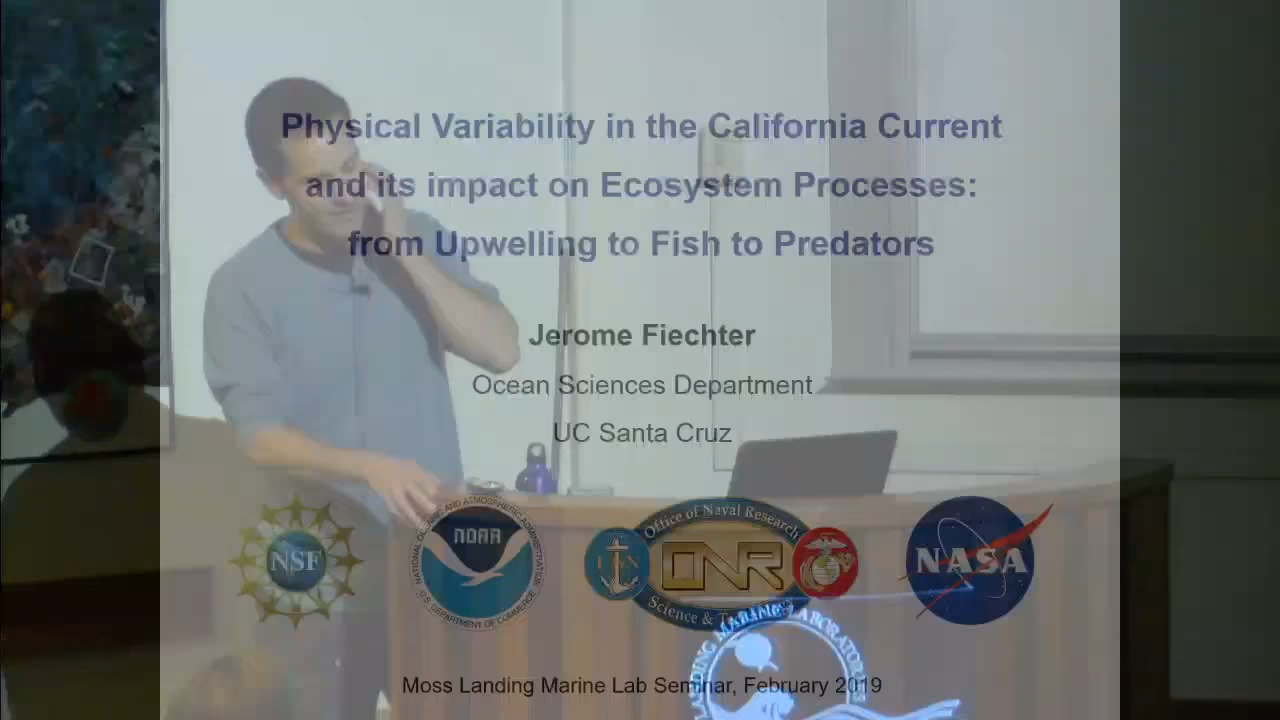 Physical Variability in the California Current
and its impact on Ecosystem Processes:
from Upwelling to Fish to Predators
Jerome Fiechter
Ocean Sciences Department
UC Santa Cruz
NSF
NATIONAL OCEANIC AND ATMOSPHERIC ADMINISTRATION
NOAA
U.S. DEPARTMENT OF COMMERCE
Office of Naval Research
ONR
Science &
NASA
MARINE LABORATORIES
Moss Landing Marine Lab Seminar, February 2019